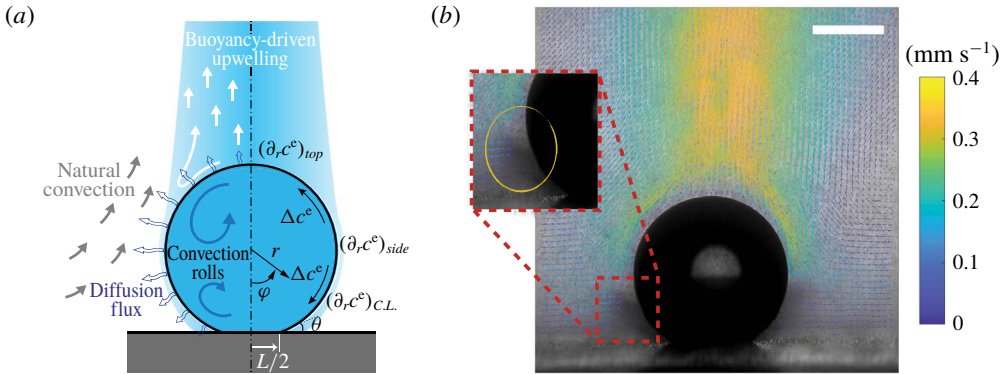 (a)
Buoyancy-driven
upwelling
(∂rcᵉ)top
Natural
convection
Δcᵉ
Convection
rolls
r
Δcᵉ
(∂rcᵉ)side
φ
Diffusion
flux
(∂rcᵉ)C.L.
θ
L/2
(b)
(mm s⁻¹)
0.4
0.3
0.2
0.1
0